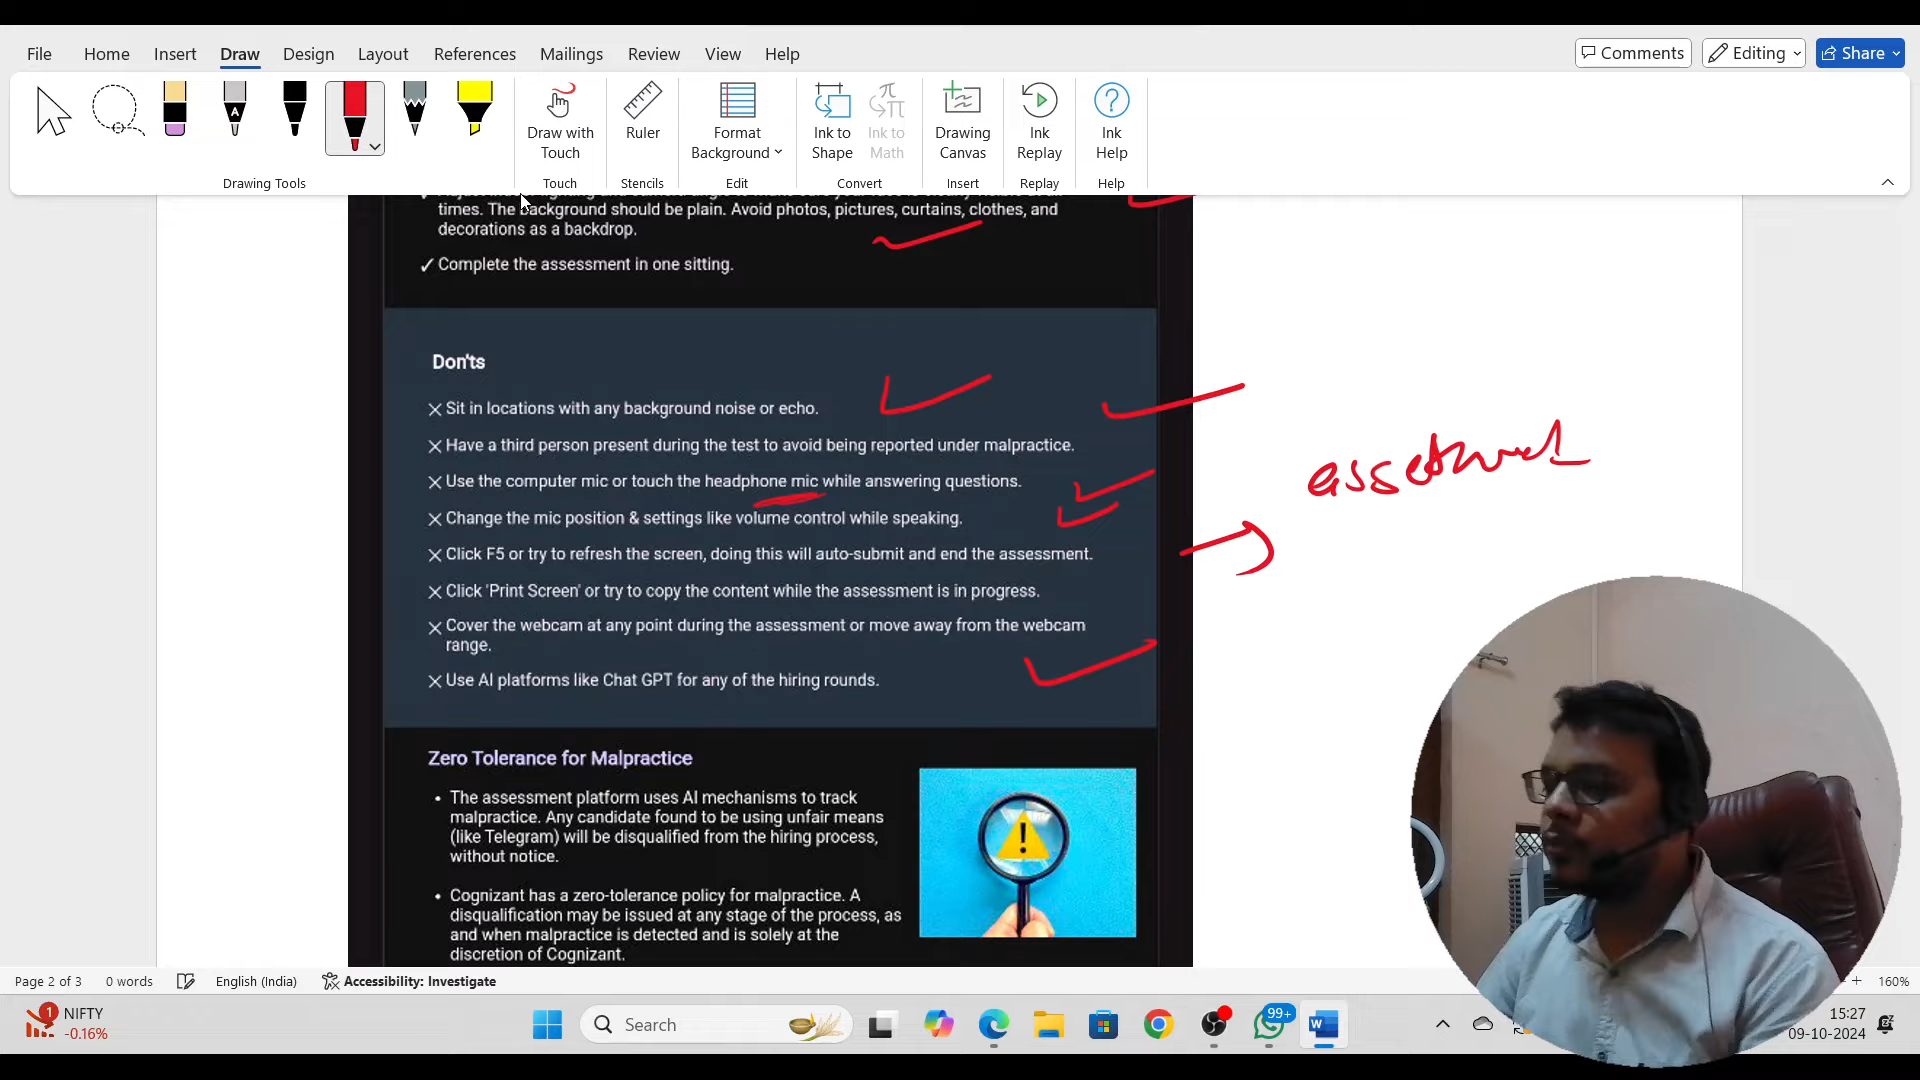 File Home Insert Draw Design Layout References Mailings Review View Help
Comments Editing Share
A
Draw with Touch
Ruler
Format Background
Ink to Shape
Ink to Math
Drawing Canvas
Ink Replay
Ink Help
Drawing Tools Touch Stencils Edit Convert Insert Replay Help
times. The background should be plain. Avoid photos, pictures, curtains, clothes, and
decorations as a backdrop.
✓ Complete the assessment in one sitting.
Don'ts
✕ Sit in locations with any background noise or echo.
✕ Have a third person present during the test to avoid being reported under malpractice.
✕ Use the computer mic or touch the headphone mic while answering questions.
✕ Change the mic position & settings like volume control while speaking.
✕ Click F5 or try to refresh the screen, doing this will auto-submit and end the assessment.
✕ Click 'Print Screen' or try to copy the content while the assessment is in progress.
✕ Cover the webcam at any point during the assessment or move away from the webcam
range.
✕ Use AI platforms like Chat GPT for any of the hiring rounds.
Zero Tolerance for Malpractice
• The assessment platform uses AI mechanisms to track
malpractice. Any candidate found to be using unfair means
(like Telegram) will be disqualified from the hiring process,
without notice.
• Cognizant has a zero-tolerance policy for malpractice. A
disqualification may be issued at any stage of the process, as
and when malpractice is detected and is solely at the
discretion of Cognizant.
Page 2 of 3 0 words English (India) Accessibility: Investigate
160%
1 NIFTY
-0.16%
Search
99+
15:27
09-10-2024